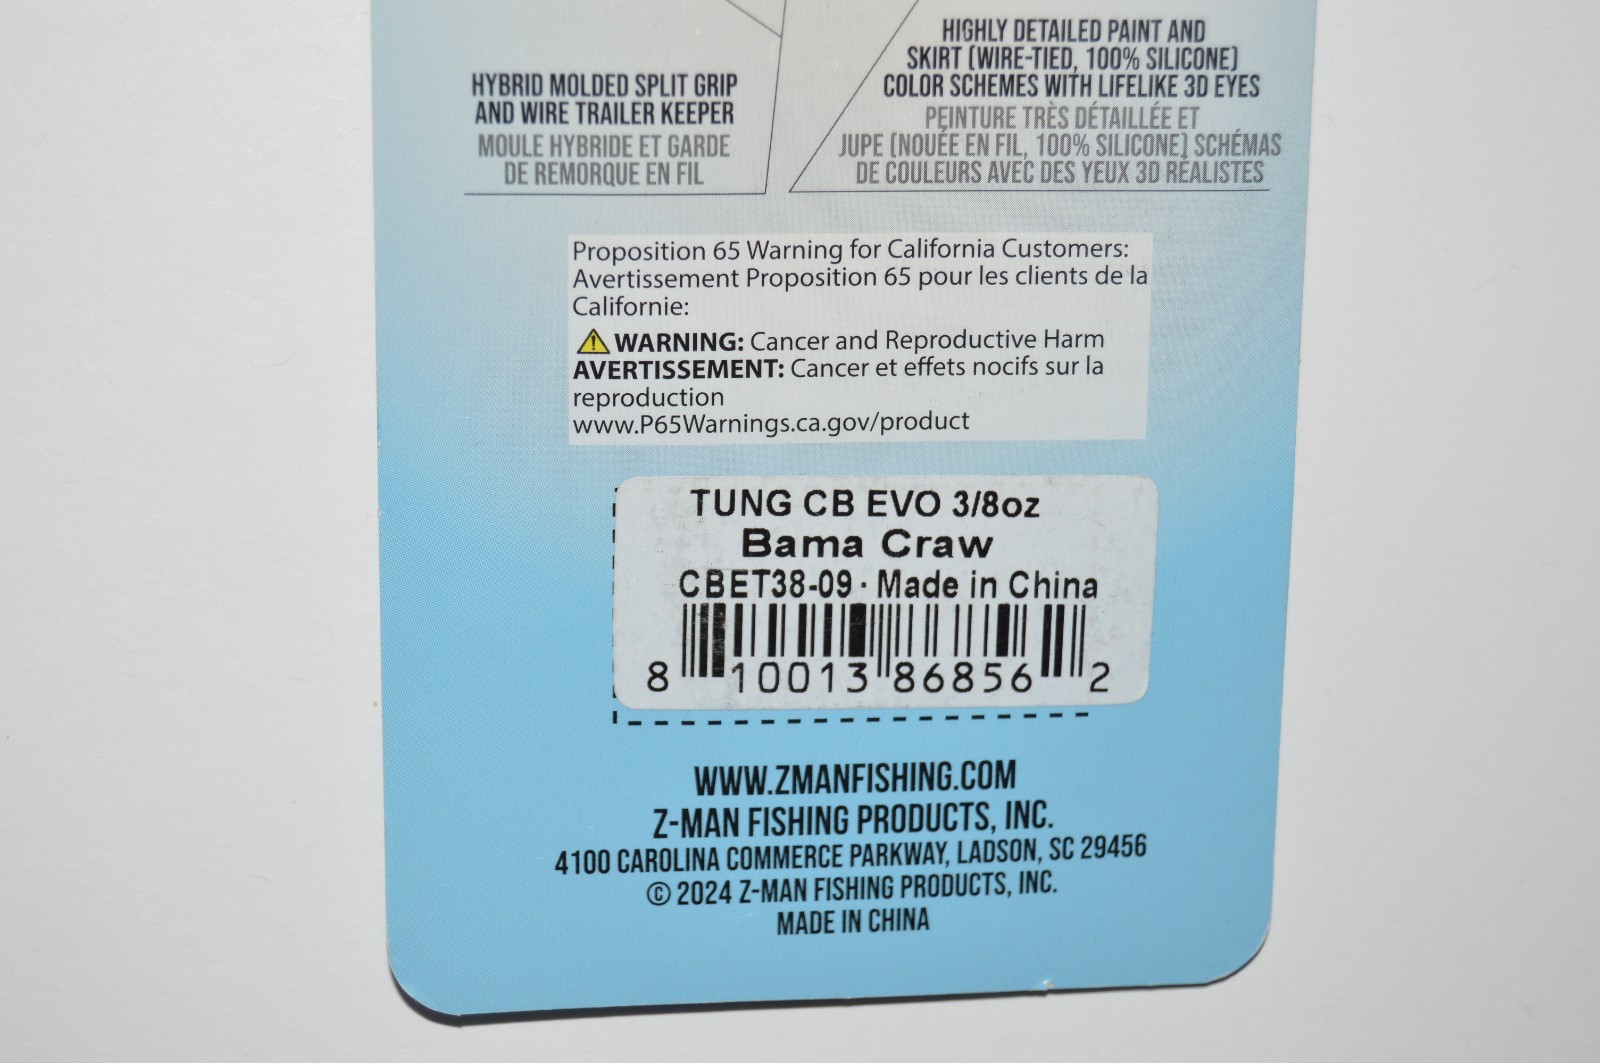 HYBRID MOLDED SPLIT GRIP
AND WIRE TRAILER KEEPER
MOULE HYBRIDE ET GARDE
DE REMORQUE EN FIL
HIGHLY DETAILED PAINT AND
SKIRT (WIRE-TIED, 100% SILICONE)
COLOR SCHEMES WITH LIFELIKE 3D EYES
PEINTURE TRÈS DÉTAILLÉE ET
JUPE (NOUÉE EN FIL, 100% SILICONE) SCHÉMAS
DE COULEURS AVEC DES YEUX 3D RÉALISTES
Proposition 65 Warning for California Customers:
Avertissement Proposition 65 pour les clients de la
Californie:
WARNING: Cancer and Reproductive Harm
AVERTISSEMENT: Cancer et effets nocifs sur la
reproduction
www.P65Warnings.ca.gov/product
TUNG CB EVO 3/8oz
Bama Craw
CBET38-09 · Made in China
8 10013 86856 2
WWW.ZMANFISHING.COM
Z-MAN FISHING PRODUCTS, INC.
4100 CAROLINA COMMERCE PARKWAY, LADSON, SC 29456
© 2024 Z-MAN FISHING PRODUCTS, INC.
MADE IN CHINA